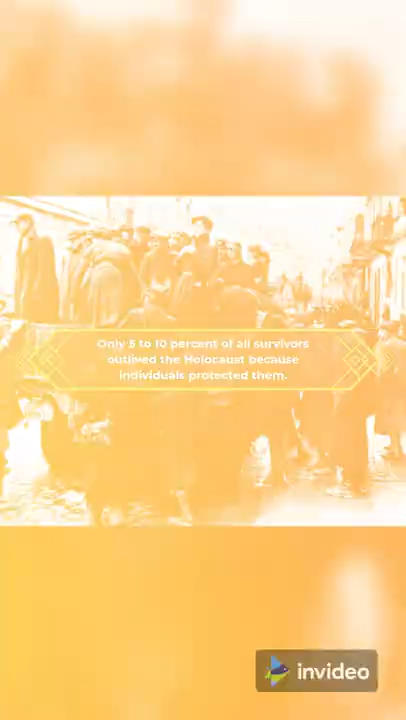 Only 5 to 10 percent of all survivors
outlived the Holocaust because
individuals protected them.
invideo